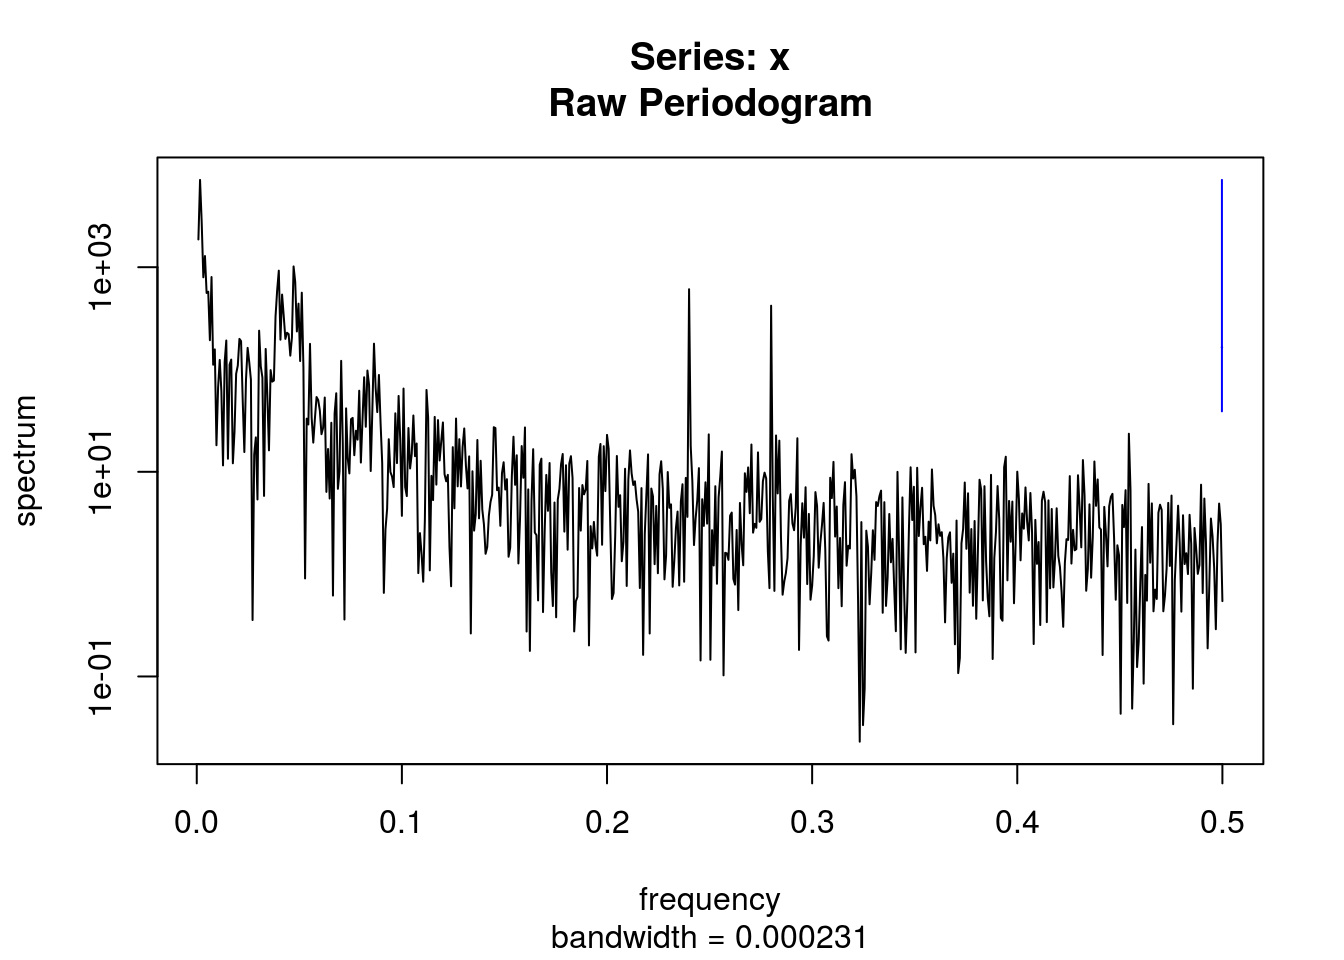 Series: x
Raw Periodogram
spectrum
1e+03
1e+01
1e-01
0.0 0.1 0.2 0.3 0.4 0.5
frequency
bandwidth = 0.000231